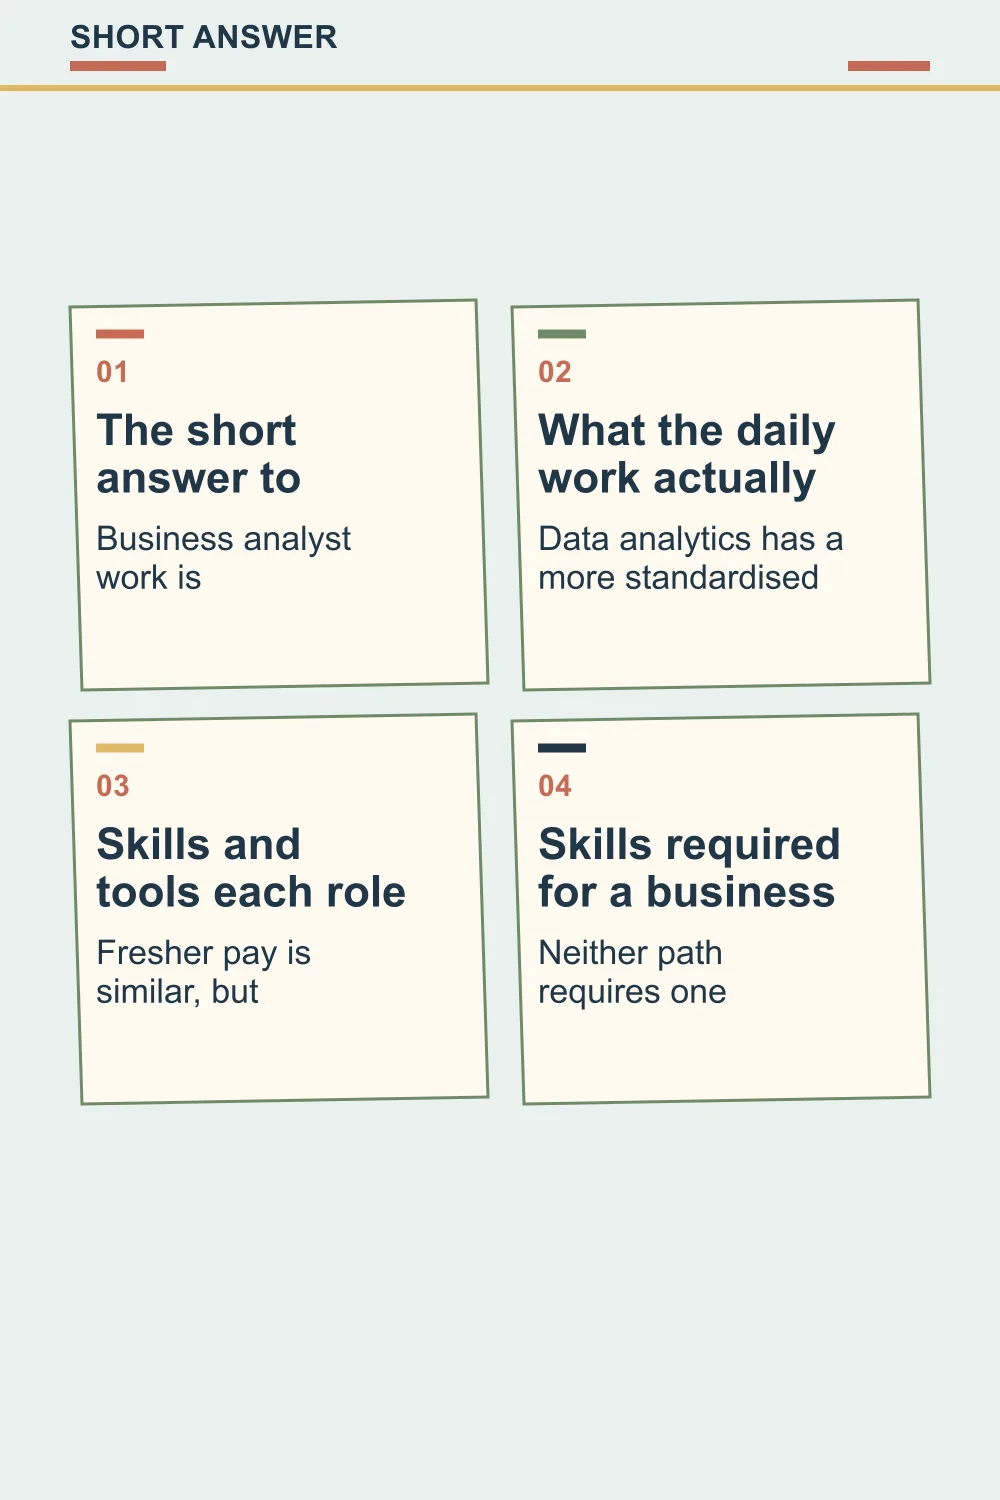 SHORT ANSWER
01
The short
answer to
Business analyst
work is
02
What the daily
work actually
Data analytics has a
more standardised
03
Skills and
tools each role
Fresher pay is
similar, but
04
Skills required
for a business
Neither path
requires one